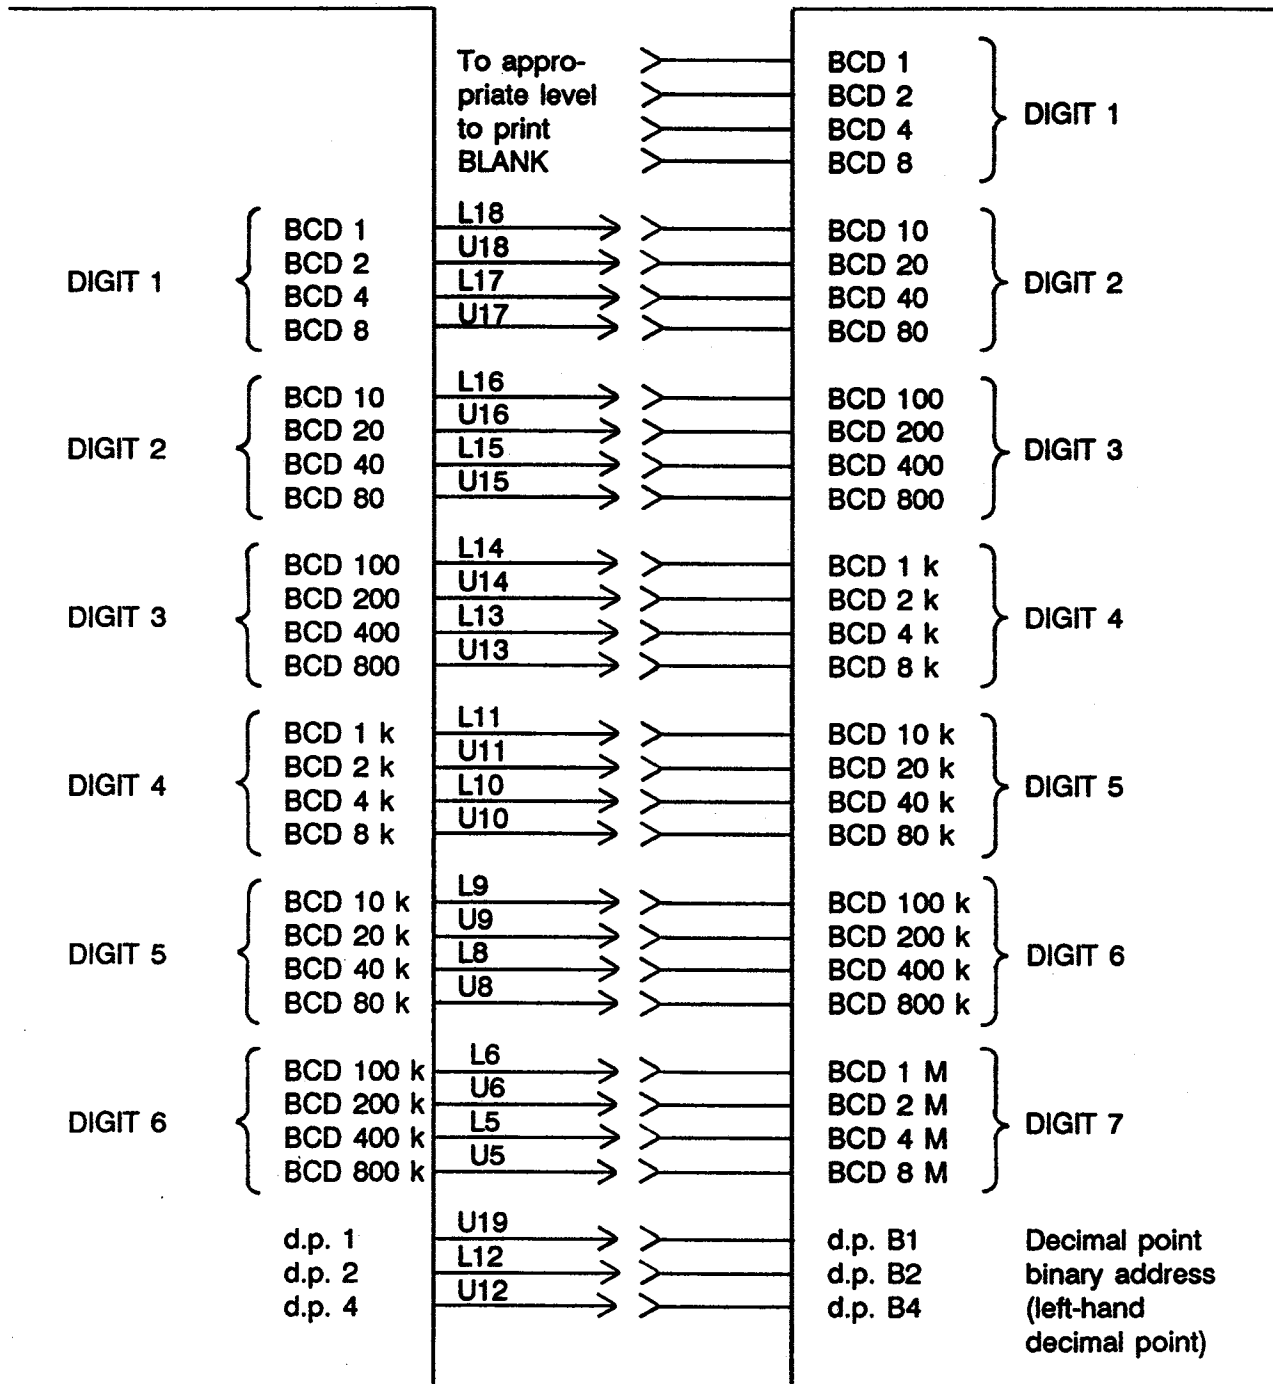 To appro- BCD 1
priate level BCD 2 DIGIT 1
to print BCD 4
BLANK BCD 8
BCD 1 L18 BCD 10
BCD 2 U18 BCD 20
DIGIT 1 DIGIT 2
BCD 4 L17 BCD 40
BCD 8 U17 BCD 80
BCD 10 L16 BCD 100
BCD 20 U16 BCD 200
DIGIT 2 DIGIT 3
BCD 40 L15 BCD 400
BCD 80 U15 BCD 800
BCD 100 L14 BCD 1 k
BCD 200 U14 BCD 2 k
DIGIT 3 DIGIT 4
BCD 400 L13 BCD 4 k
BCD 800 U13 BCD 8 k
BCD 1 k L11 BCD 10 k
BCD 2 k U11 BCD 20 k
DIGIT 4 DIGIT 5
BCD 4 k L10 BCD 40 k
BCD 8 k U10 BCD 80 k
BCD 10 k L9 BCD 100 k
BCD 20 k U9 BCD 200 k
DIGIT 5 DIGIT 6
BCD 40 k L8 BCD 400 k
BCD 80 k U8 BCD 800 k
BCD 100 k L6 BCD 1 M
BCD 200 k U6 BCD 2 M
DIGIT 6 DIGIT 7
BCD 400 k L5 BCD 4 M
BCD 800 k U5 BCD 8 M
d.p. 1 U19 d.p. B1 Decimal point
d.p. 2 L12 d.p. B2 binary address
d.p. 4 U12 d.p. B4 (left-hand
decimal point)